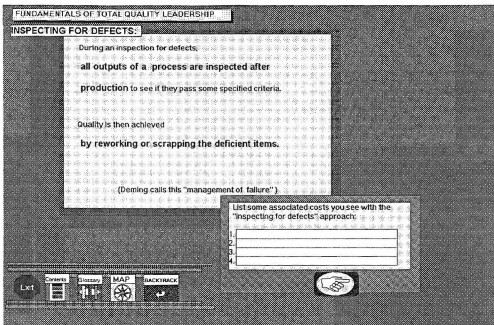 FUNDAMENTALS OF TOTAL QUALITY LEADERSHIP
INSPECTING FOR DEFECTS:
During an inspection for defects,
all outputs of a process are inspected after
production to see if they pass some specified criteria.
Quality is then achieved
by reworking or scrapping the deficient items.
(Deming calls this "management of failure")
List some associated costs you see with the
"inspecting for defects" approach:
1.
2.
3.
4.
Exit
Contents
Glossary
MAP
BACKTRACK